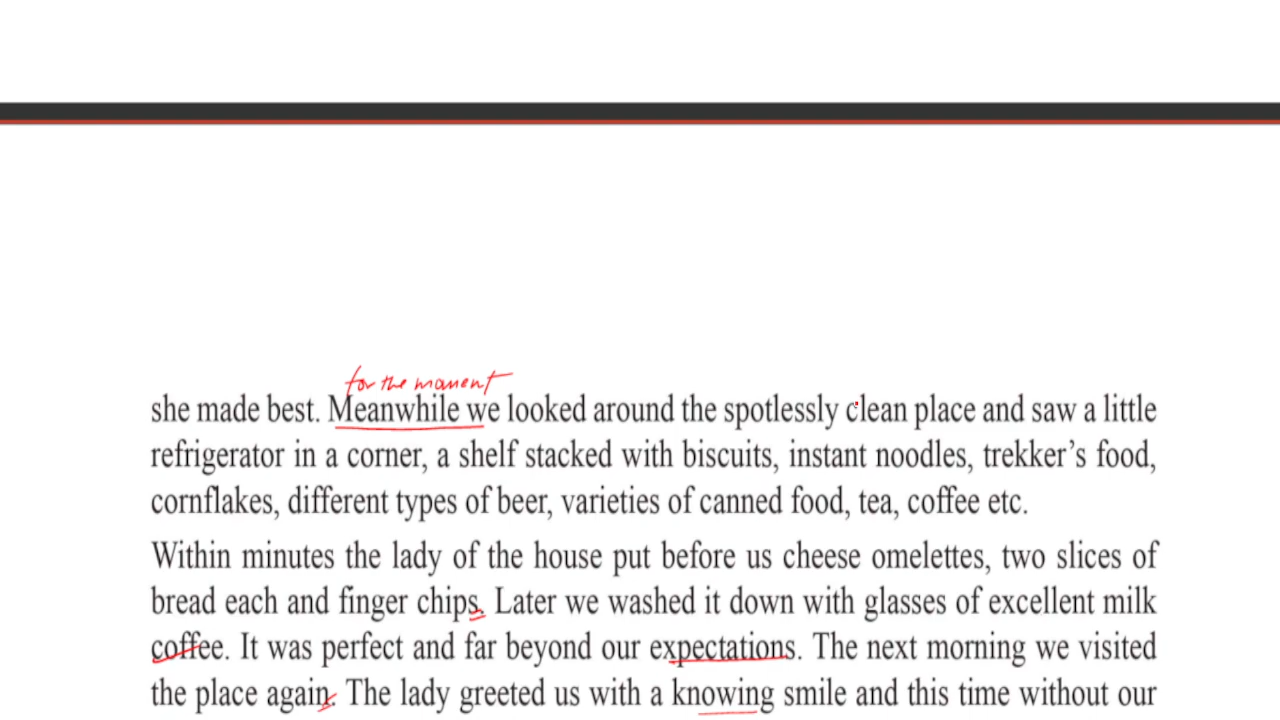 for the moment
she made best. Meanwhile we looked around the spotlessly clean place and saw a little
refrigerator in a corner, a shelf stacked with biscuits, instant noodles, trekker's food,
cornflakes, different types of beer, varieties of canned food, tea, coffee etc.
Within minutes the lady of the house put before us cheese omelettes, two slices of
bread each and finger chips. Later we washed it down with glasses of excellent milk
coffee. It was perfect and far beyond our expectations. The next morning we visited
the place again. The lady greeted us with a knowing smile and this time without our